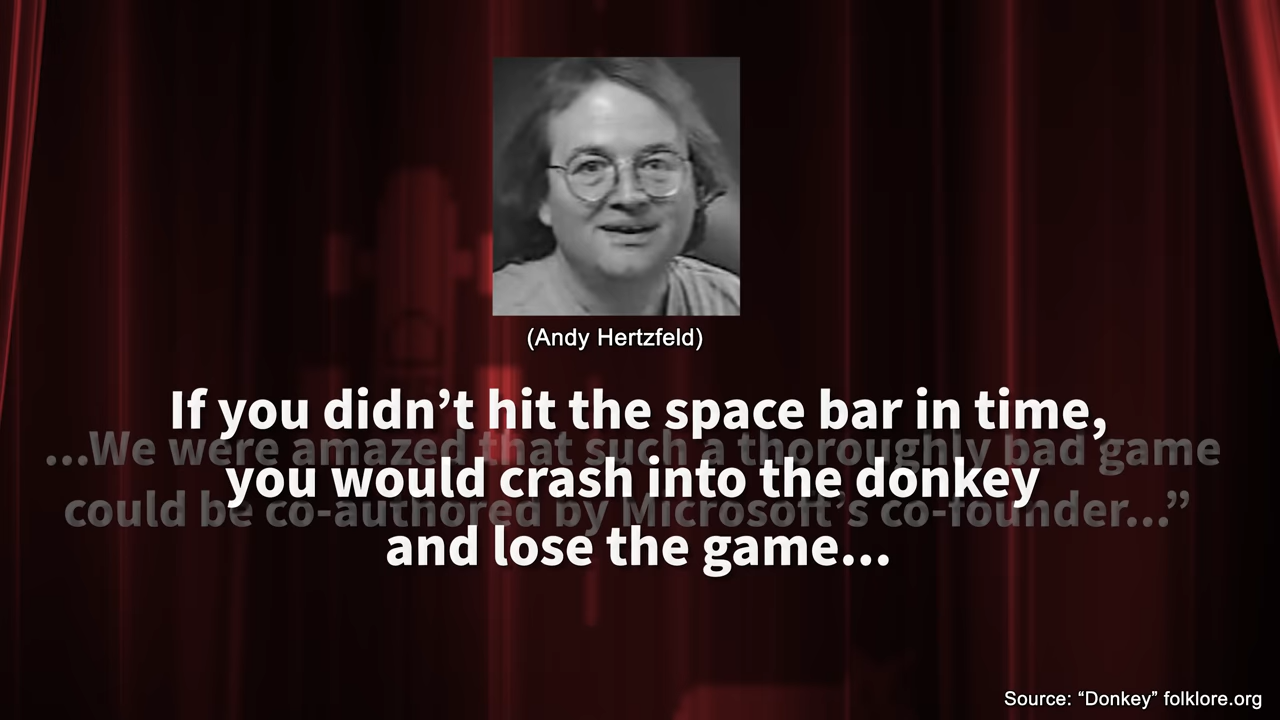 (Andy Hertzfeld)
If you didn’t hit the space bar in time,
...We were amazed that such a thoroughly bad game
you would crash into the donkey
could be co-authored by Microsoft’s co-founder...”
and lose the game...
Source: “Donkey” folklore.org